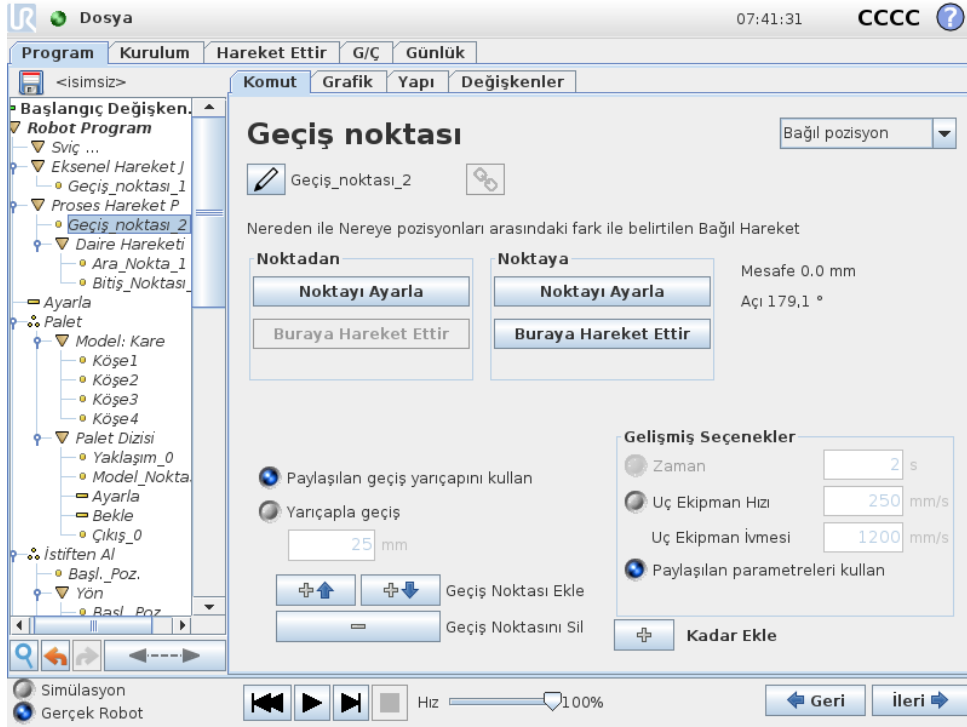 Dosya 07:41:31 CCCC ?
Program Kurulum Hareket Ettir G/Ç Günlük
<isimsiz>
Komut Grafik Yapı Değişkenler
Başlangıç Değişken.
Robot Program
Sviç ...
Eksenel Hareket J
Geçiş_noktası_1
Proses Hareket P
Geçiş_noktası_2
Daire Hareketi
Ara_Nokta_1
Bitiş_Noktası_
Ayarla
Palet
Model: Kare
Köşe1
Köşe2
Köşe3
Köşe4
Palet Dizisi
Yaklaşım_0
Model_Nokta
Ayarla
Bekle
Çıkış_0
İstiften Al
Başl._Poz.
Yön
Başl._Poz.
Geçiş noktası
Bağıl pozisyon
Geçiş_noktası_2
Nereden ile Nereye pozisyonları arasındaki fark ile belirtilen Bağıl Hareket
Noktadan
Noktayı Ayarla
Buraya Hareket Ettir
Noktaya
Noktayı Ayarla
Buraya Hareket Ettir
Mesafe 0.0 mm
Açı 179,1 °
Paylaşılan geçiş yarıçapını kullan
Yarıçapla geçiş
25 mm
Geçiş Noktası Ekle
Geçiş Noktasını Sil
Gelişmiş Seçenekler
Zaman 2 s
Uç Ekipman Hızı 250 mm/s
Uç Ekipman İvmesi 1200 mm/s
Paylaşılan parametreleri kullan
Kadar Ekle
Simülasyon
Gerçek Robot
Hız 100%
Geri İleri